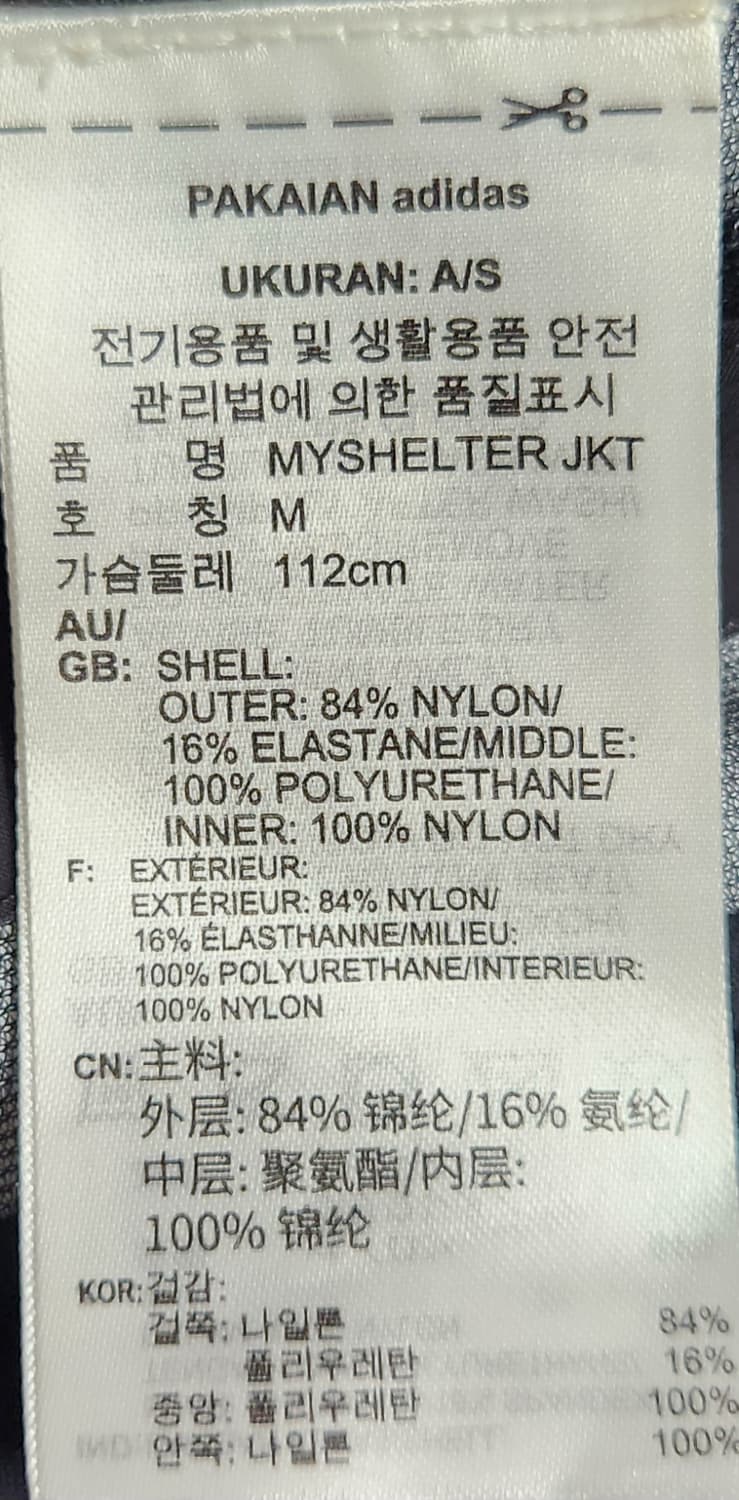 PAKAIAN adidas
UKURAN: A/S
전기용품 및 생활용품 안전
관리법에 의한 품질표시
품 명 MYSHELTER JKT
호 칭 M
가슴둘레 112cm
AU/
GB: SHELL:
OUTER: 84% NYLON/
16% ELASTANE/MIDDLE:
100% POLYURETHANE/
INNER: 100% NYLON
F: EXTÉRIEUR:
EXTÉRIEUR: 84% NYLON/
16% ÉLASTHANNE/MILIEU:
100% POLYURETHANE/INTERIEUR:
100% NYLON
CN: 主料:
外层: 84% 锦纶/16% 氨纶/
中层: 聚氨酯/内层:
100% 锦纶
KOR: 겉감:
겉쪽: 나일론 84%
폴리우레탄 16%
중앙: 폴리우레탄 100%
안쪽: 나일론 100%